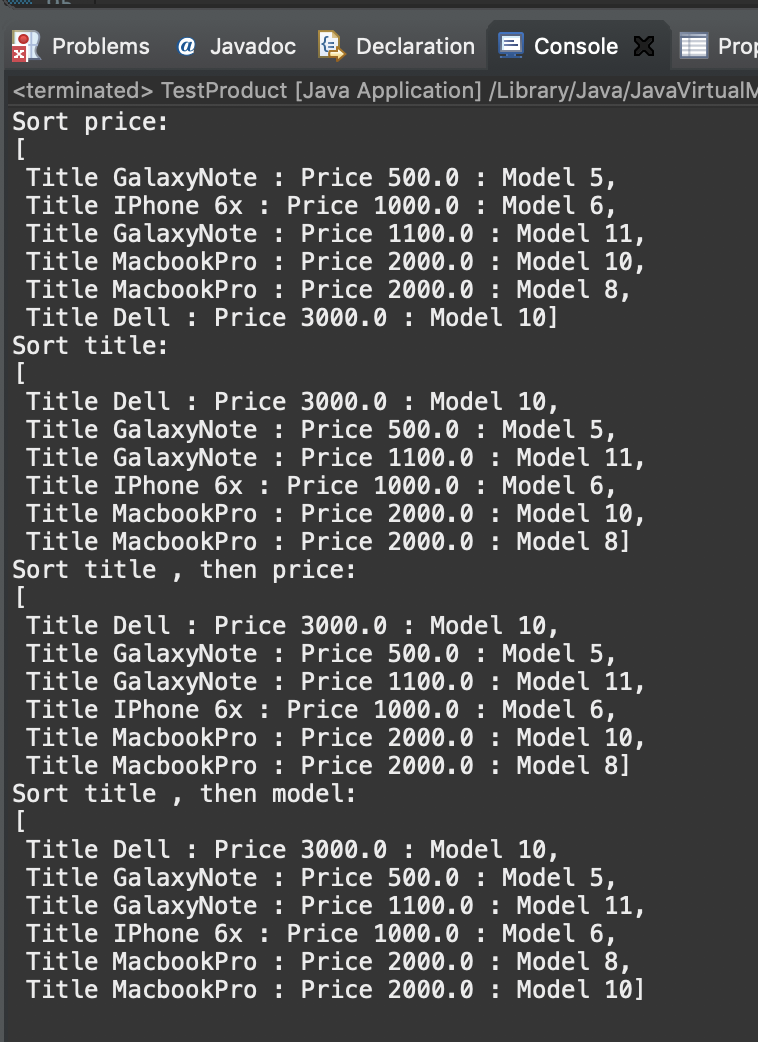 Problems @ Javadoc Declaration Console Prop
<terminated> TestProduct [Java Application] /Library/Java/JavaVirtualM
Sort price:
[
 Title GalaxyNote : Price 500.0 : Model 5,
 Title IPhone 6x : Price 1000.0 : Model 6,
 Title GalaxyNote : Price 1100.0 : Model 11,
 Title MacbookPro : Price 2000.0 : Model 10,
 Title MacbookPro : Price 2000.0 : Model 8,
 Title Dell : Price 3000.0 : Model 10]
Sort title:
[
 Title Dell : Price 3000.0 : Model 10,
 Title GalaxyNote : Price 500.0 : Model 5,
 Title GalaxyNote : Price 1100.0 : Model 11,
 Title IPhone 6x : Price 1000.0 : Model 6,
 Title MacbookPro : Price 2000.0 : Model 10,
 Title MacbookPro : Price 2000.0 : Model 8]
Sort title , then price:
[
 Title Dell : Price 3000.0 : Model 10,
 Title GalaxyNote : Price 500.0 : Model 5,
 Title GalaxyNote : Price 1100.0 : Model 11,
 Title IPhone 6x : Price 1000.0 : Model 6,
 Title MacbookPro : Price 2000.0 : Model 10,
 Title MacbookPro : Price 2000.0 : Model 8]
Sort title , then model:
[
 Title Dell : Price 3000.0 : Model 10,
 Title GalaxyNote : Price 500.0 : Model 5,
 Title GalaxyNote : Price 1100.0 : Model 11,
 Title IPhone 6x : Price 1000.0 : Model 6,
 Title MacbookPro : Price 2000.0 : Model 8,
 Title MacbookPro : Price 2000.0 : Model 10]